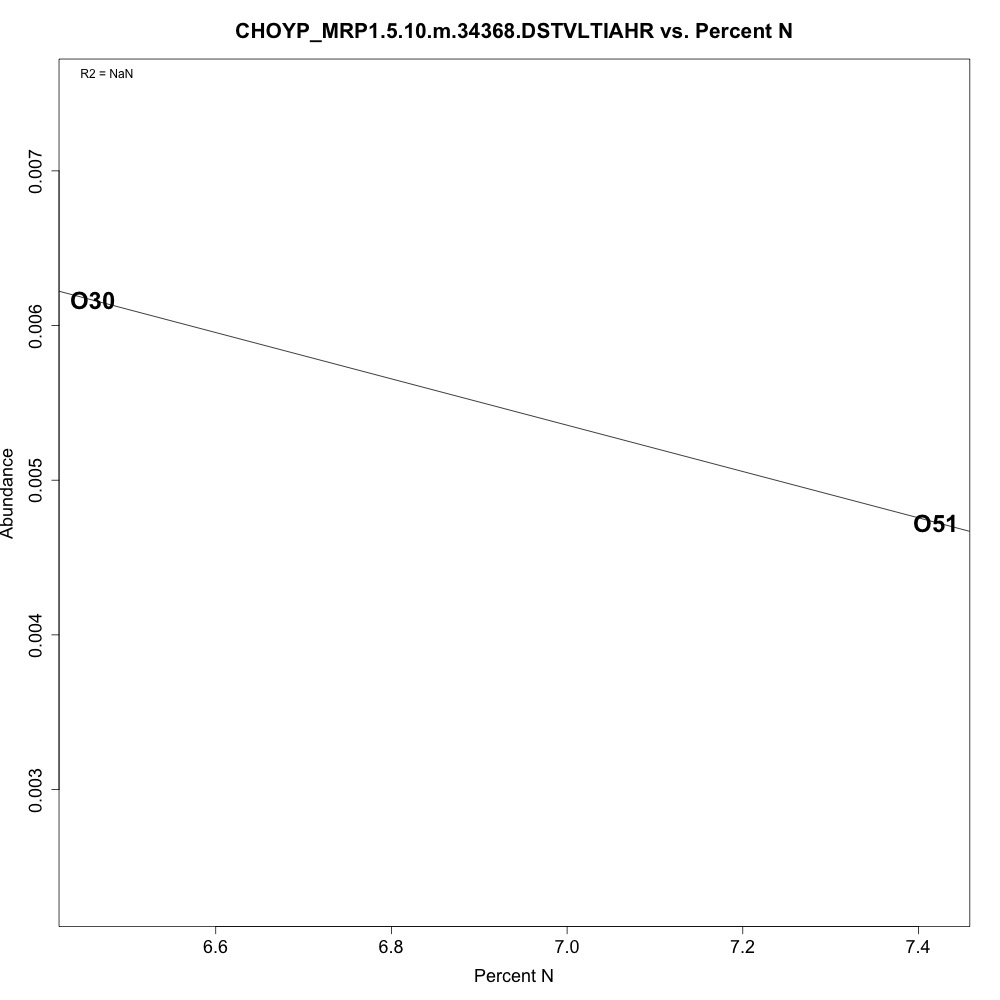 CHOYP_MRP1.5.10.m.34368.DSTVLTIAHR vs. Percent N
R2 = NaN
0.007
0.006
0.005
0.004
0.003
Abundance
O30
O51
6.6 6.8 7.0 7.2 7.4
Percent N